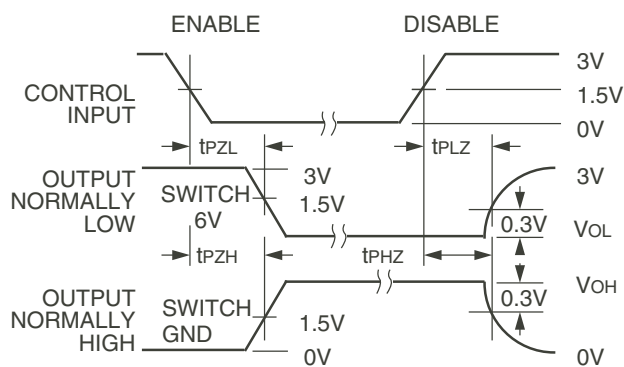 ENABLE DISABLE
3V
CONTROL INPUT 1.5V
0V
tPZL tPLZ
OUTPUT NORMALLY LOW
SWITCH 6V
3V
1.5V
3V
0.3V VOL
tPZH tPHZ
OUTPUT NORMALLY HIGH
SWITCH GND
1.5V
0V
VOH
0.3V
0V